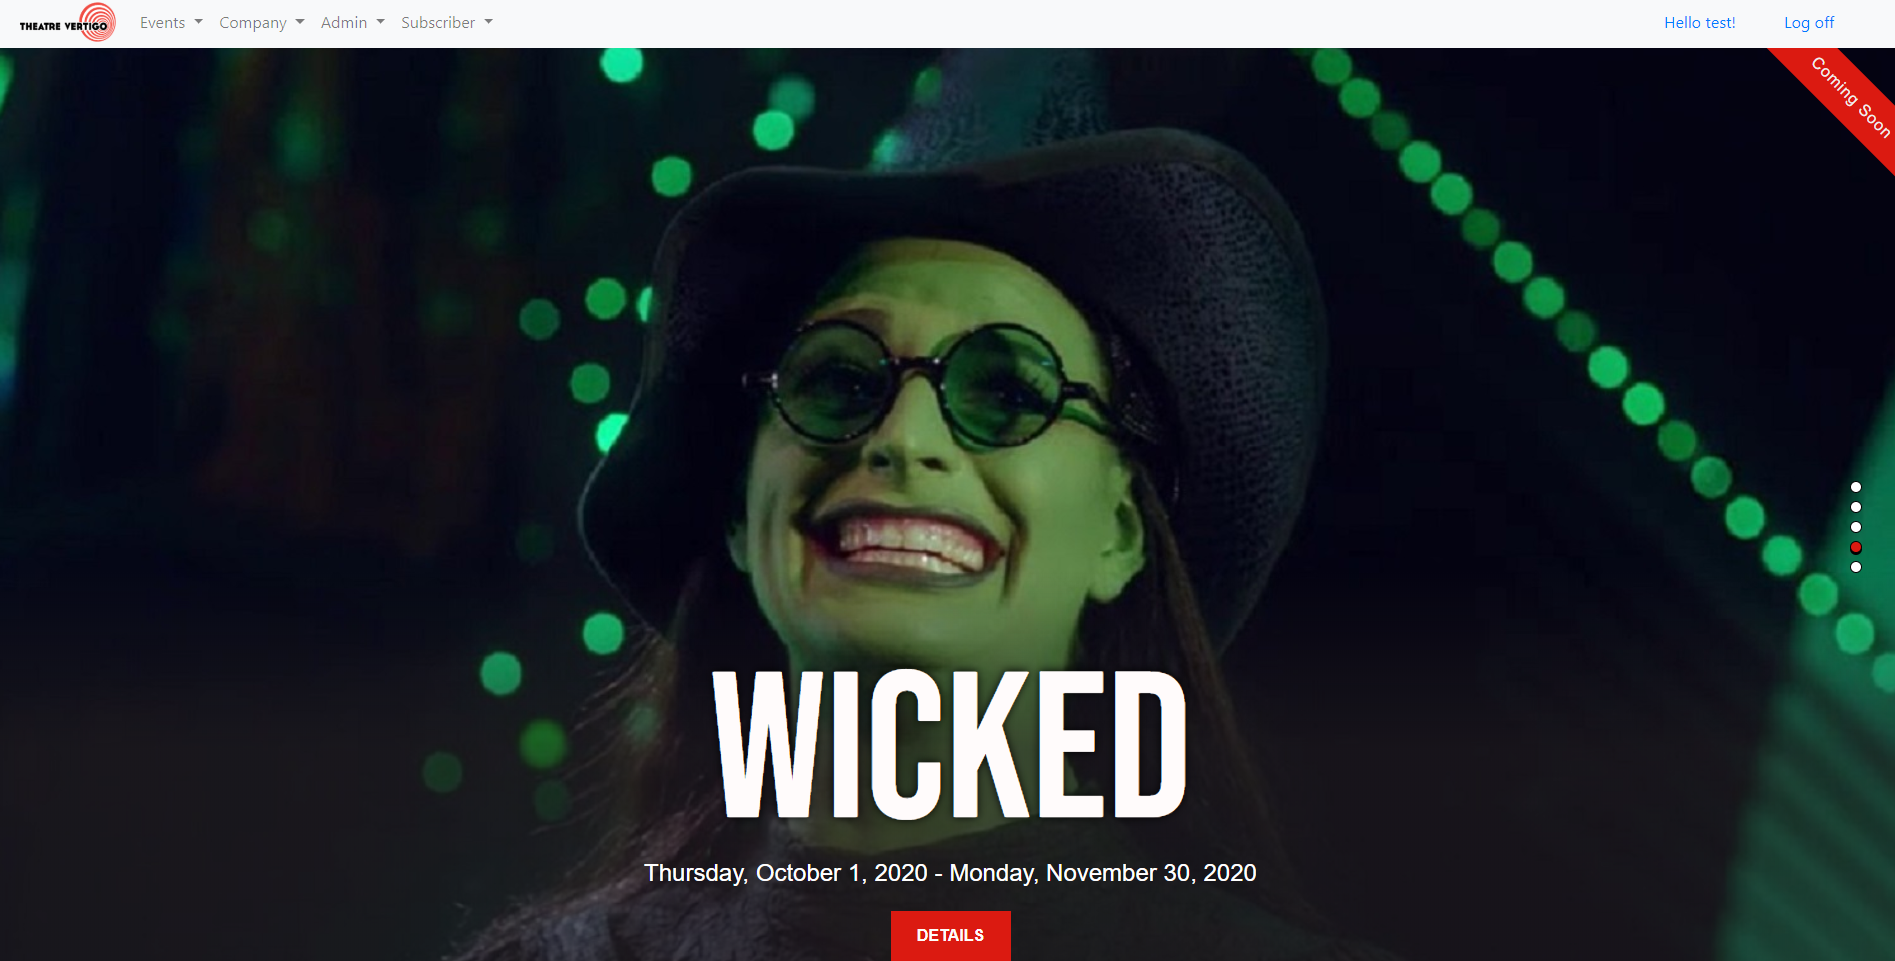 THEATRE VERTIGO
Events
Company
Admin
Subscriber
Hello test!
Log off
Coming Soon
WICKED
Thursday, October 1, 2020 - Monday, November 30, 2020
DETAILS